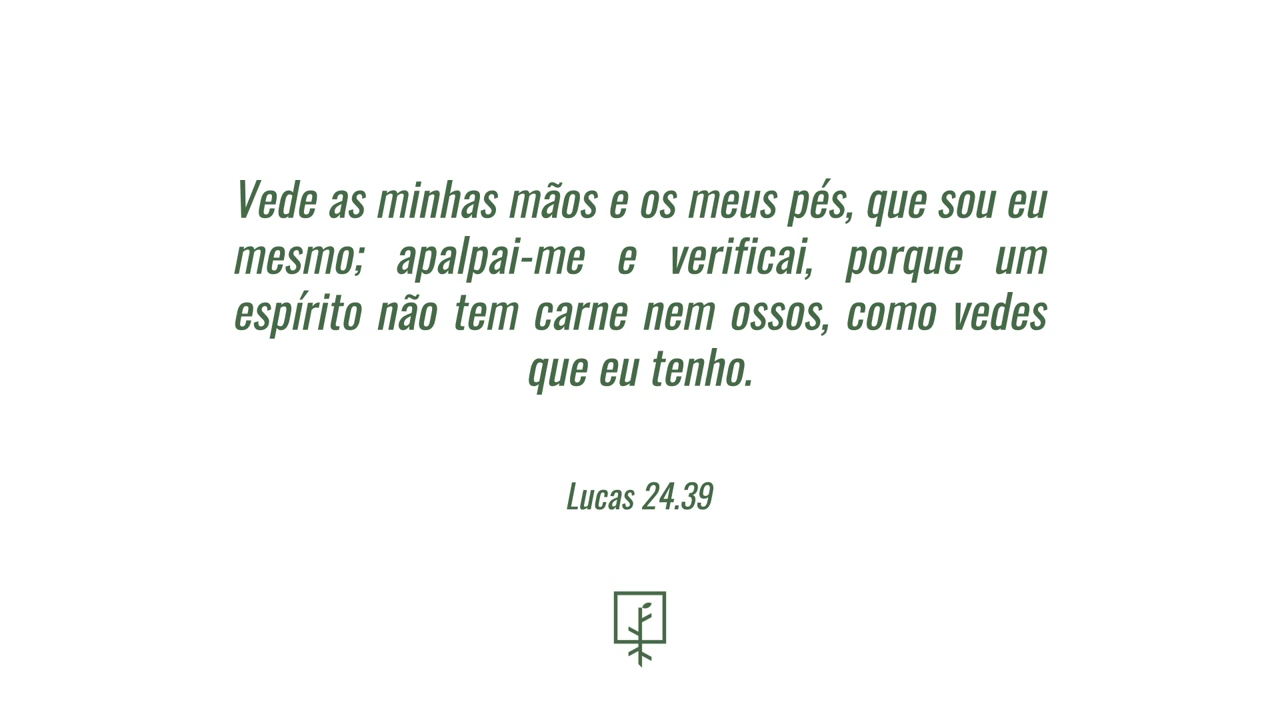 Vede as minhas mãos e os meus pés, que sou eu
mesmo; apalpai-me e verificai, porque um
espírito não tem carne nem ossos, como vedes
que eu tenho.
Lucas 24.39